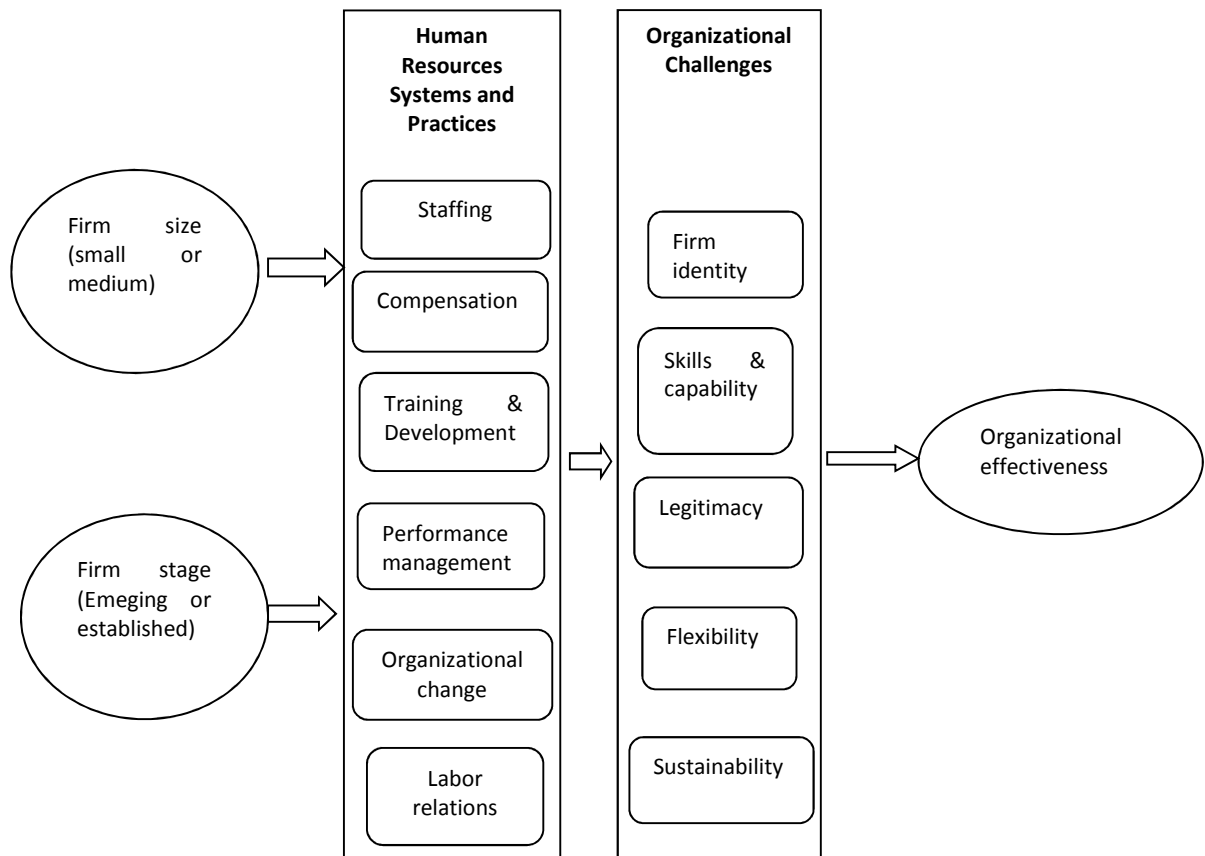 Human
Resources
Systems and
Practices
Organizational
Challenges
Firm size
(small or
medium)
Firm stage
(Emeging or
established)
Staffing
Compensation
Training &
Development
Performance
management
Organizational
change
Labor
relations
Firm
identity
Skills &
capability
Legitimacy
Flexibility
Sustainability
Organizational
effectiveness